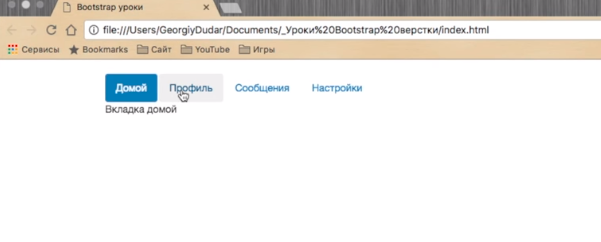 Bootstrap уроки
file:///Users/GeorgiyDudar/Documents/_Уроки%20Bootstrap%20верстки/index.html
Сервисы Bookmarks Сайт YouTube Игры
Домой Профиль Сообщения Настройки
Вкладка домой